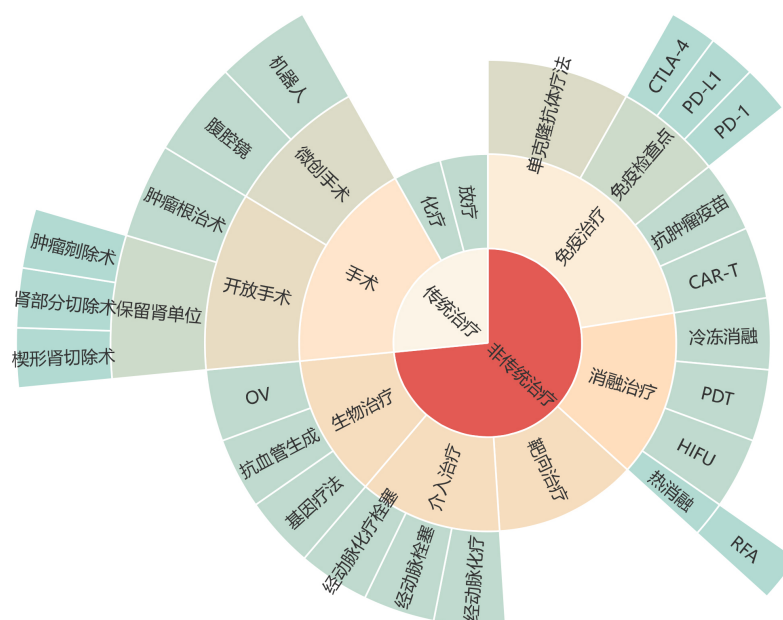 机器人
腹腔镜
微创手术
肿瘤根治术
肿瘤剜除术
肾部分切除术
楔形肾切除术
保留肾单位
开放手术
手术
化疗
放疗
传统治疗
非传统治疗
单克隆抗体疗法
CTLA-4
PD-L1
PD-1
免疫检查点
免疫治疗
抗肿瘤疫苗
CAR-T
冷冻消融
消融治疗
PDT
HIFU
热消融
RFA
靶向治疗
介入治疗
经动脉化疗
经动脉栓塞
经动脉化疗栓塞
生物治疗
基因疗法
抗血管生成
OV